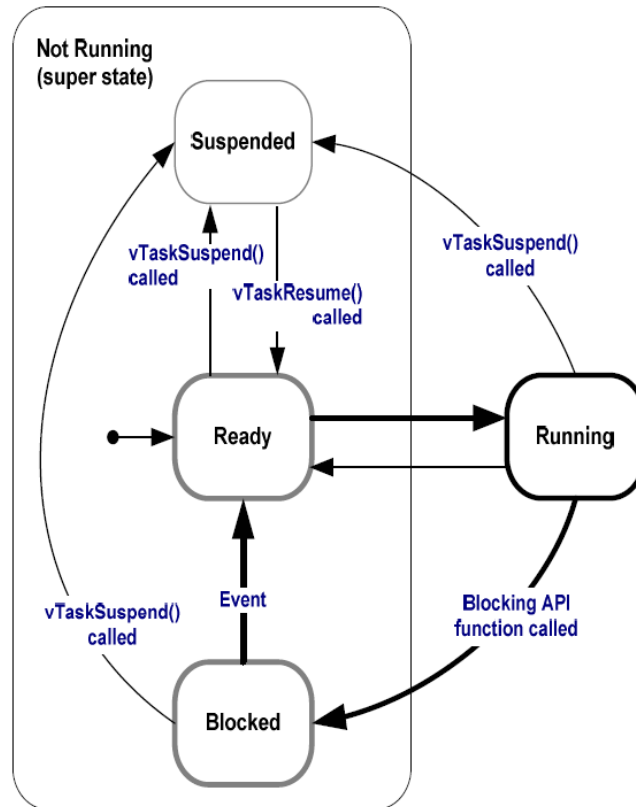 Not Running
(super state)
Suspended
vTaskSuspend()
called
vTaskResume()
called
vTaskSuspend()
called
Ready
Running
Event
vTaskSuspend()
called
Blocking API
function called
Blocked